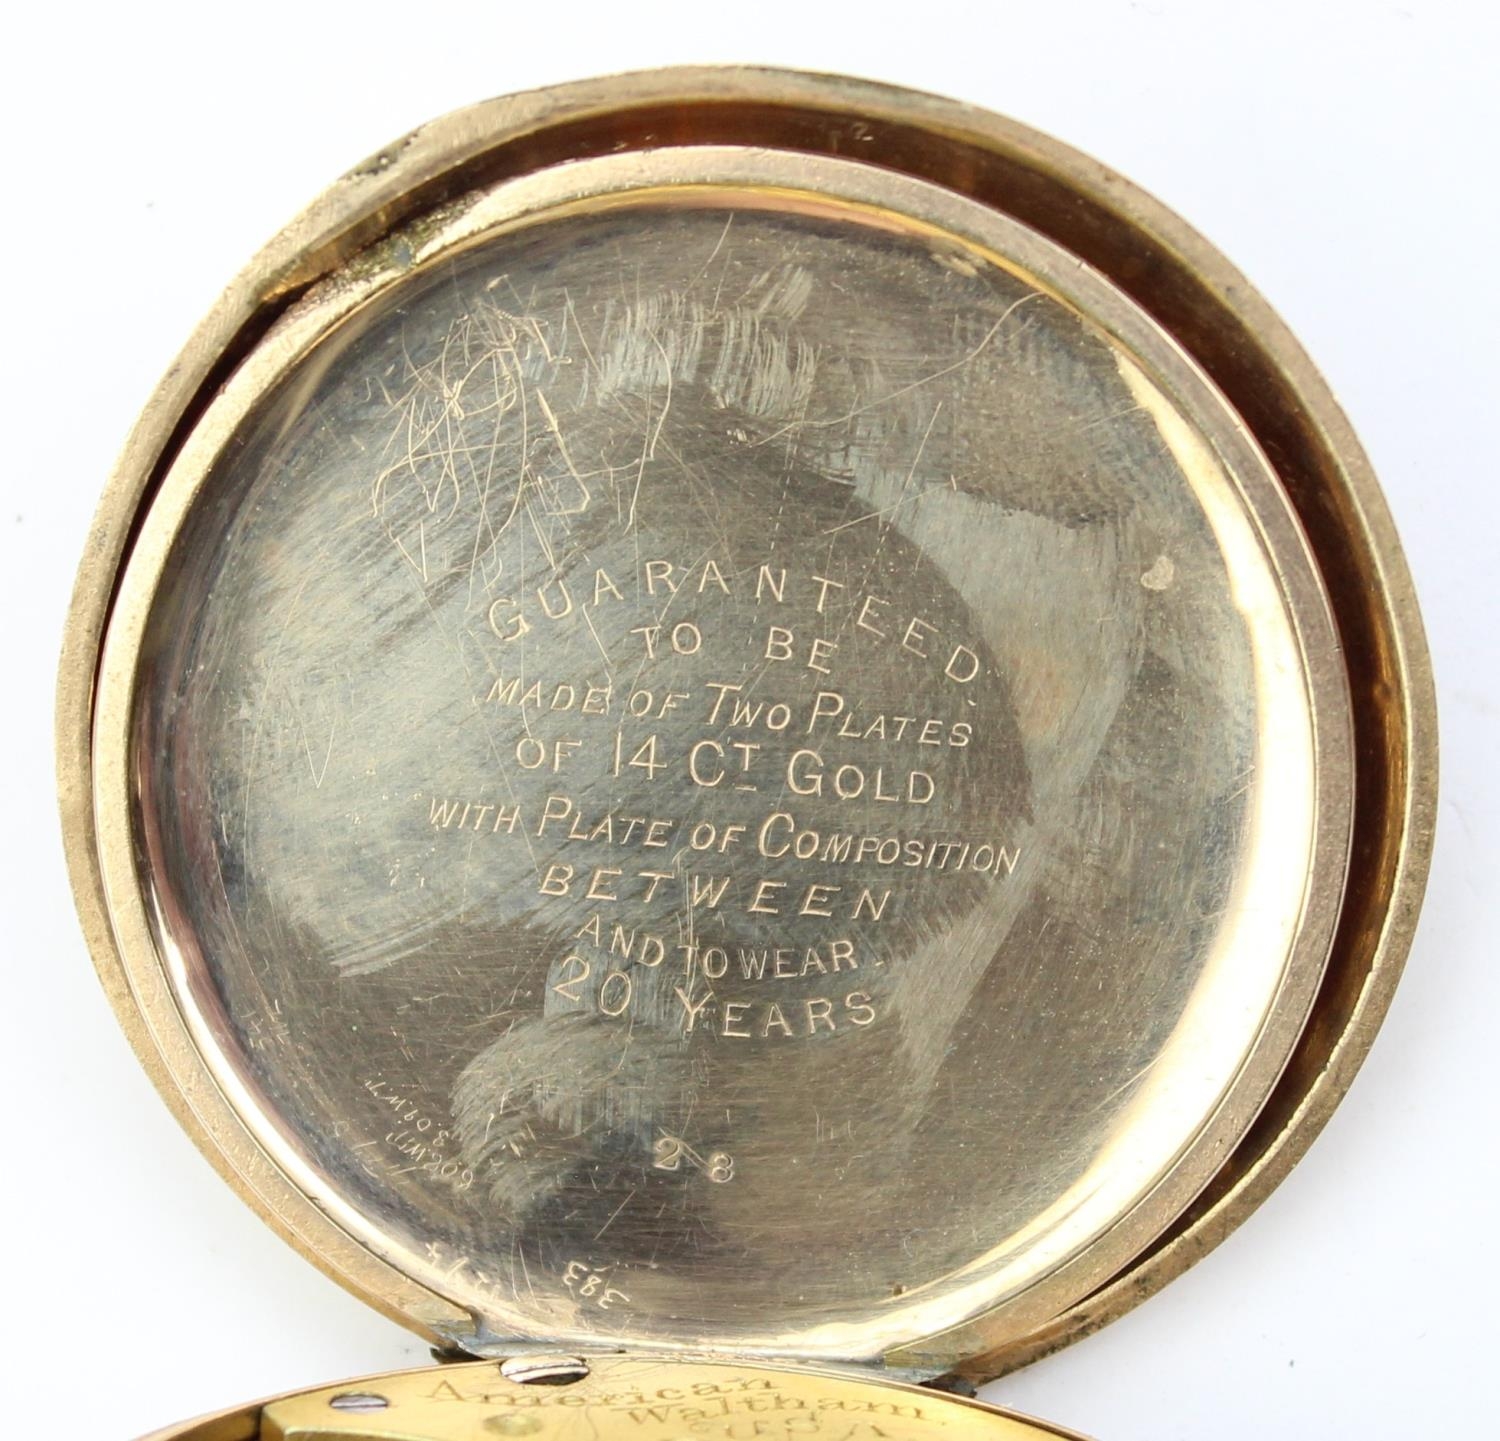 GUARANTEED
TO BE
MADE OF TWO PLATES
OF 14 CT GOLD
WITH PLATE OF COMPOSITION
BETWEEN
AND TO WEAR
20 YEARS
28
383
American
Waltham
USA